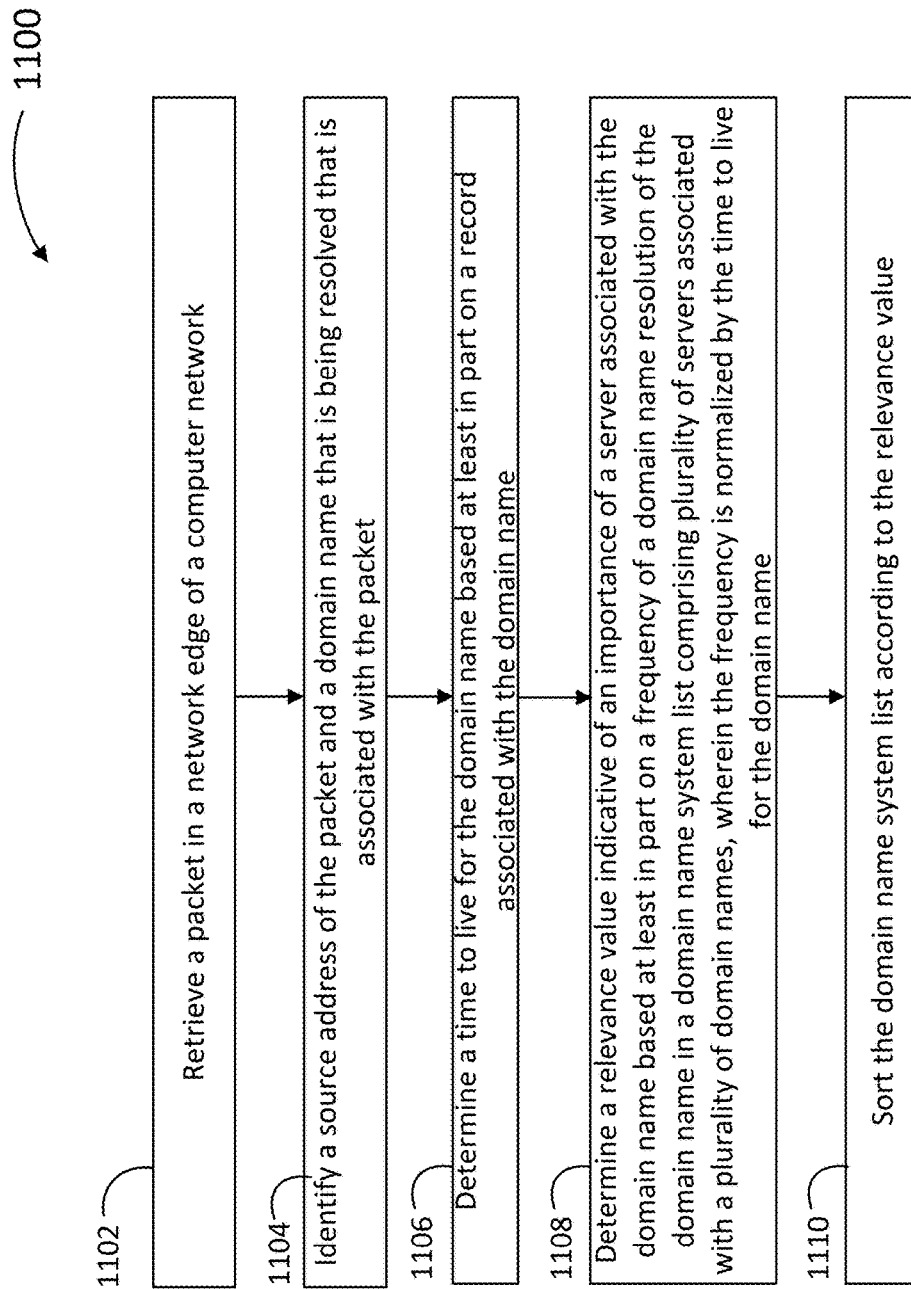 1100
1102
Retrieve a packet in a network edge of a computer network
1104
Identify a source address of the packet and a domain name that is being resolved that is
associated with the packet
1106
Determine a time to live for the domain name based at least in part on a record
associated with the domain name
1108
Determine a relevance value indicative of an importance of a server associated with the
domain name based at least in part on a frequency of a domain name resolution of the
domain name in a domain name system list comprising plurality of servers associated
with a plurality of domain names, wherein the frequency is normalized by the time to live
for the domain name
1110
Sort the domain name system list according to the relevance value